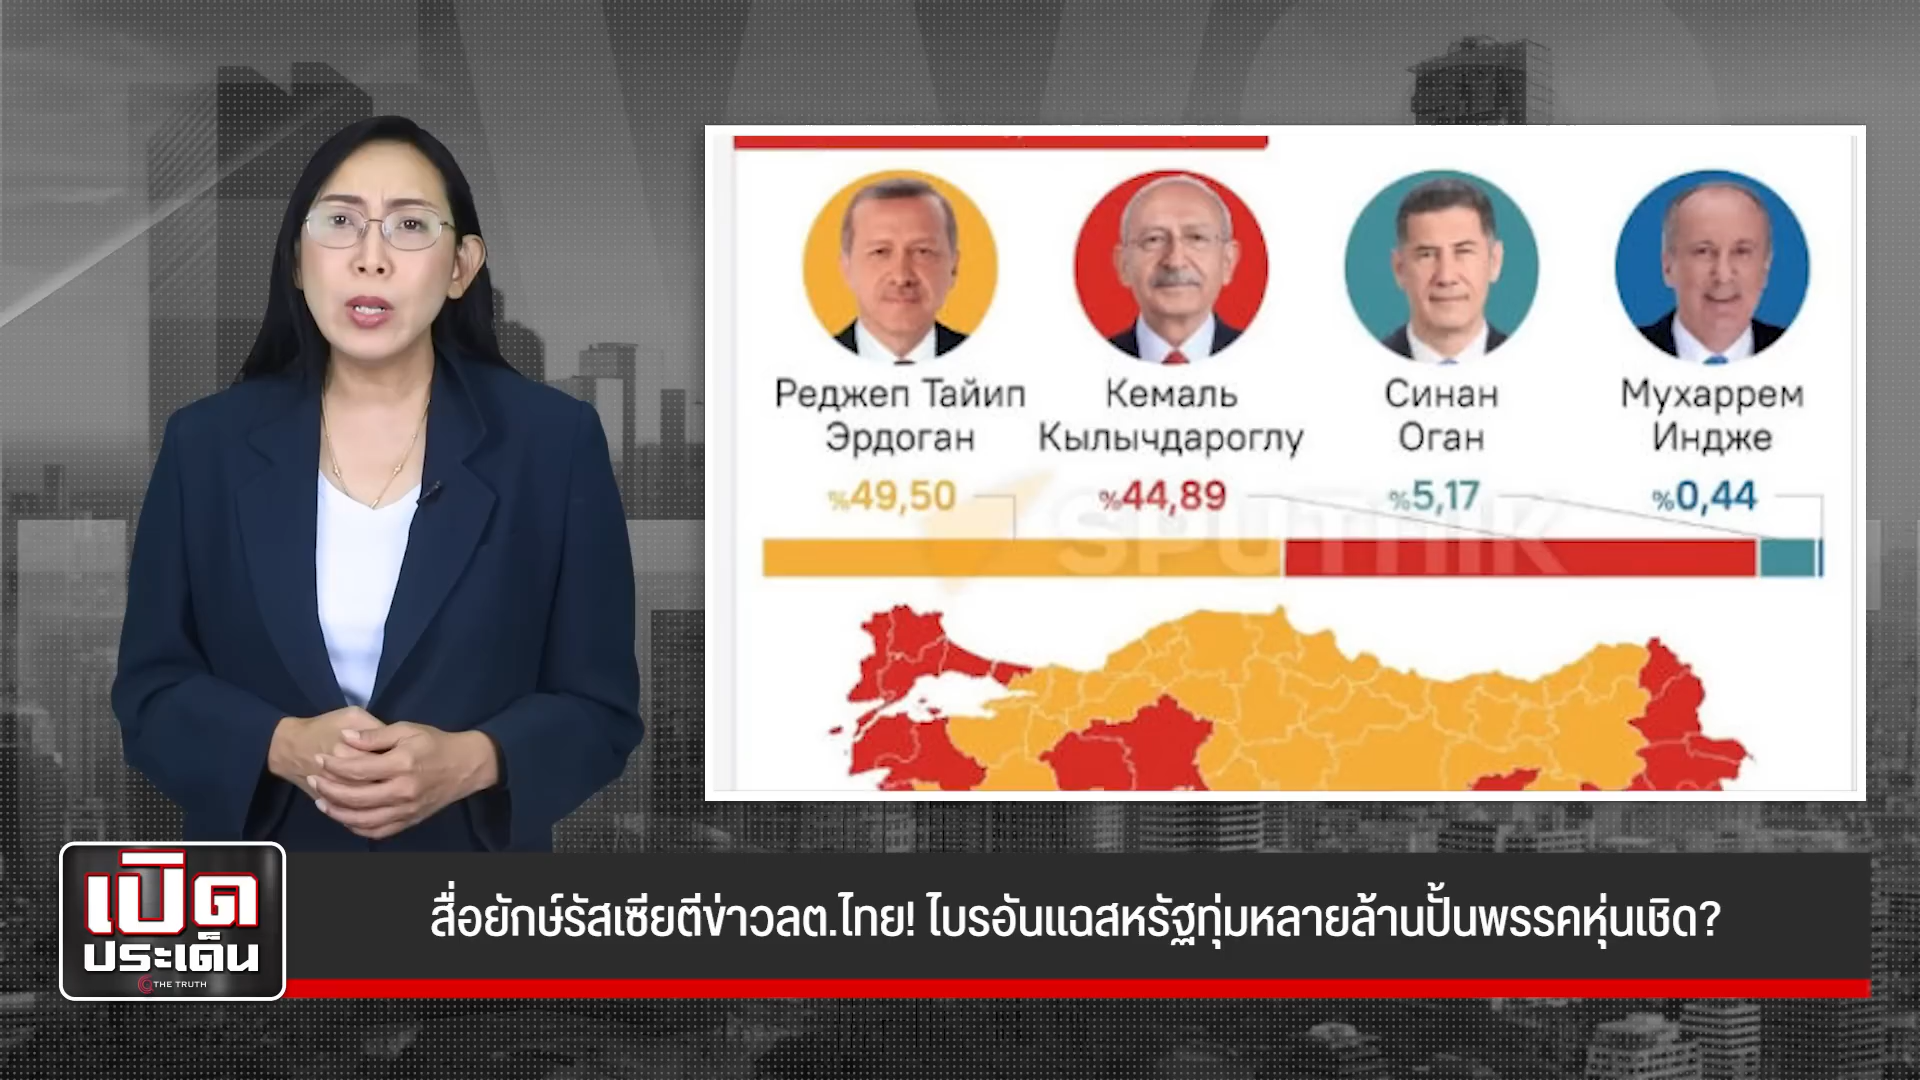 Реджеп Тайип
Эрдоган
Кемаль
Кылычдароглу
Синан
Оган
Мухаррем
Индже
%49,50
%44,89
%5,17
%0,44
SPUTNIK
เปิด
ประเด็น
THE TRUTH
สื่อยักษ์รัสเซียตีข่าวลต.ไทย! ไบรอันแฉสหรัฐทุ่มหลายล้านปั้นพรรคหุ่นเชิด?